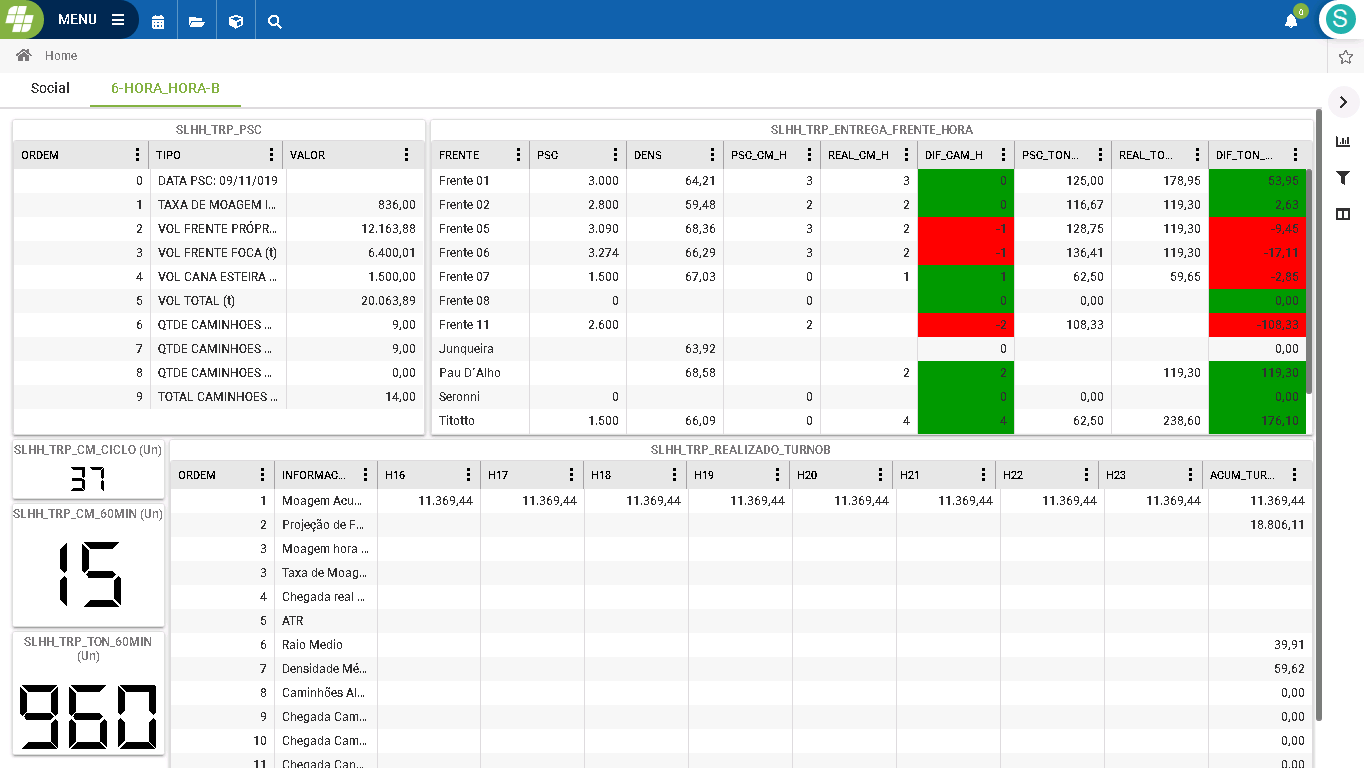 MENU
0
S
Home
Social 6-HORA_HORA-B
SLHH_TRP_PSC
ORDEM TIPO VALOR
0 DATA PSC: 09/11/019
1 TAXA DE MOAGEM I... 836,00
2 VOL FRENTE PRÓPR... 12.163,88
3 VOL FRENTE FOCA (t) 6.400,01
4 VOL CANA ESTEIRA ... 1.500,00
5 VOL TOTAL (t) 20.063,89
6 QTDE CAMINHOES ... 9,00
7 QTDE CAMINHOES ... 9,00
8 QTDE CAMINHOES ... 0,00
9 TOTAL CAMINHOES ... 14,00
SLHH_TRP_ENTREGA_FRENTE_HORA
FRENTE PSC DENS PSC_CM_H REAL_CM_H DIF_CAM_H PSC_TON... REAL_TO... DIF_TON_...
Frente 01 3.000 64,21 3 3 0 125,00 178,95 53,95
Frente 02 2.800 59,48 2 2 0 116,67 119,30 2,63
Frente 05 3.090 68,36 3 2 -1 128,75 119,30 -9,45
Frente 06 3.274 66,29 3 2 -1 136,41 119,30 -17,11
Frente 07 1.500 67,03 0 1 1 62,50 59,65 -2,85
Frente 08 0 0 0 0,00 0,00
Frente 11 2.600 2 -2 108,33 -108,33
Junqueira 63,92 0 0,00
Pau D´Alho 68,58 2 2 119,30 119,30
Seronni 0 0 0 0,00 0,00
Titotto 1.500 66,09 0 4 4 62,50 238,60 176,10
SLHH_TRP_CM_CICLO (Un)
37
SLHH_TRP_CM_60MIN (Un)
15
SLHH_TRP_TON_60MIN
(Un)
960
SLHH_TRP_REALIZADO_TURNOB
ORDEM INFORMAC... H16 H17 H18 H19 H20 H21 H22 H23 ACUM_TUR...
1 Moagem Acu... 11.369,44 11.369,44 11.369,44 11.369,44 11.369,44 11.369,44 11.369,44 11.369,44 11.369,44
2 Projeção de F... 18.806,11
3 Moagem hora ...
3 Taxa de Moag...
4 Chegada real ...
5 ATR
6 Raio Medio 39,91
7 Densidade Mé... 59,62
8 Caminhões Al... 0,00
9 Chegada Cam... 0,00
10 Chegada Cam... 0,00
11 Chegada Can... 0,00